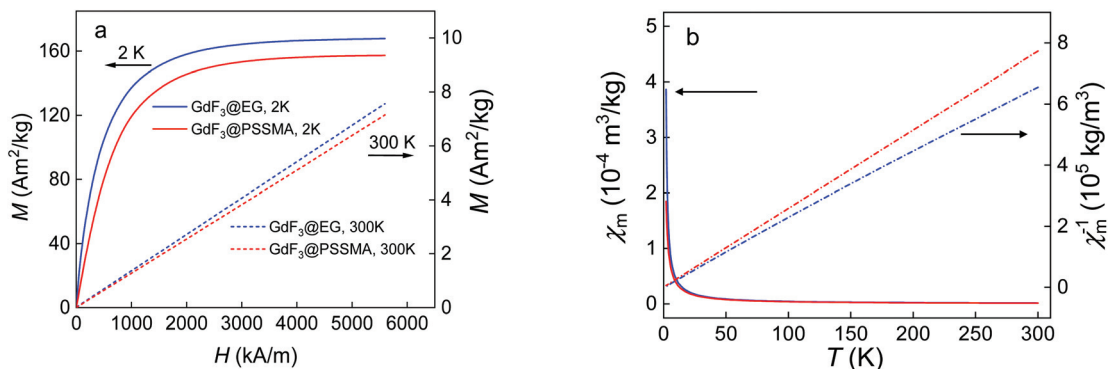 a
2 K
GdF₃@EG, 2K
GdF₃@PSSMA, 2K
300 K
GdF₃@EG, 300K
GdF₃@PSSMA, 300K
M (Am²/kg)
160
120
80
40
0
M (Am²/kg)
10
8
6
4
2
0
0 1000 2000 3000 4000 5000 6000
H (kA/m)
b
χₘ (10⁻⁴ m³/kg)
5
4
3
2
1
0
χₘ⁻¹ (10⁵ kg/m³)
8
6
4
2
0
0 50 100 150 200 250 300
T (K)